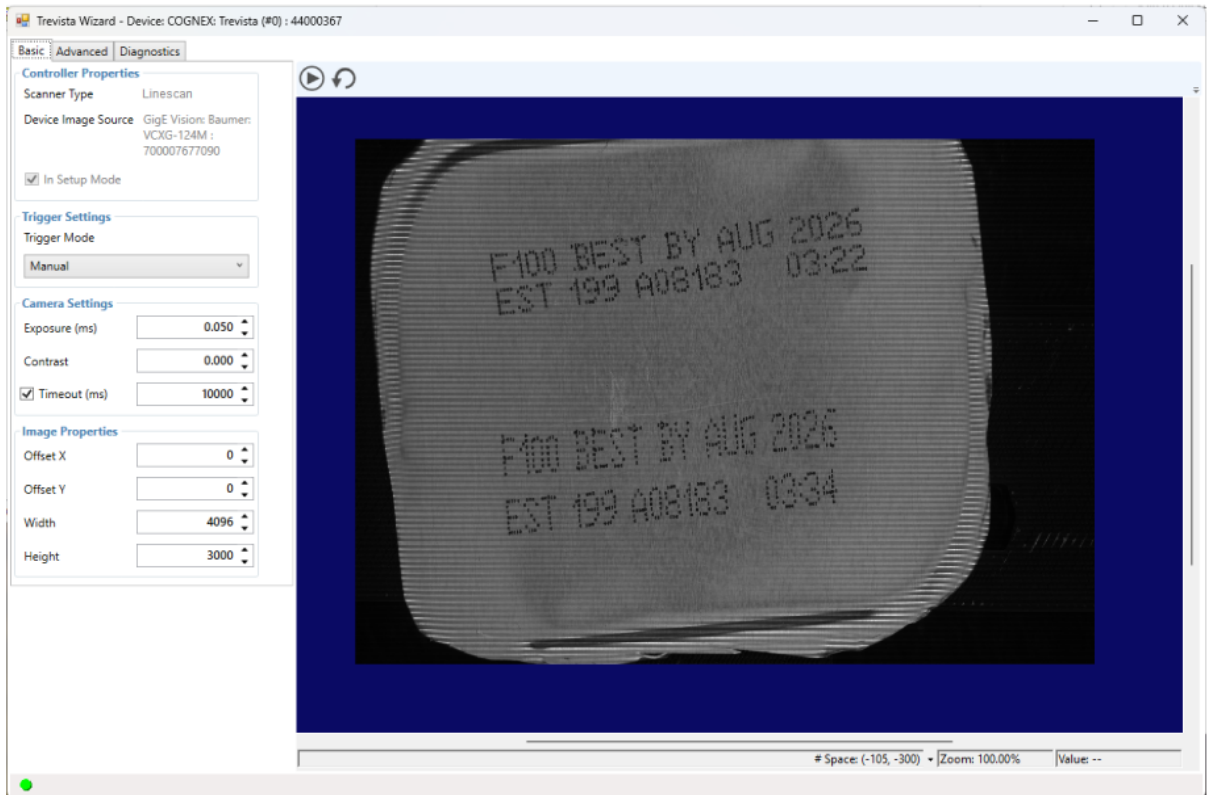 Trevista Wizard - Device: COGNEX: Trevista (#0) : 44000367
Basic Advanced Diagnostics
Controller Properties
Scanner Type Linescan
Device Image Source GigE Vision: Baumer:
VCXG-124M :
700007677090
In Setup Mode
Trigger Settings
Trigger Mode
Manual
Camera Settings
Exposure (ms) 0.050
Contrast 0.000
Timeout (ms) 10000
Image Properties
Offset X 0
Offset Y 0
Width 4096
Height 3000
F100 BEST BY AUG 2026
EST 199 A08183 03:22
F100 BEST BY AUG 2026
EST 199 A08183 03:34
# Space: (-105, -300) Zoom: 100.00% Value: --